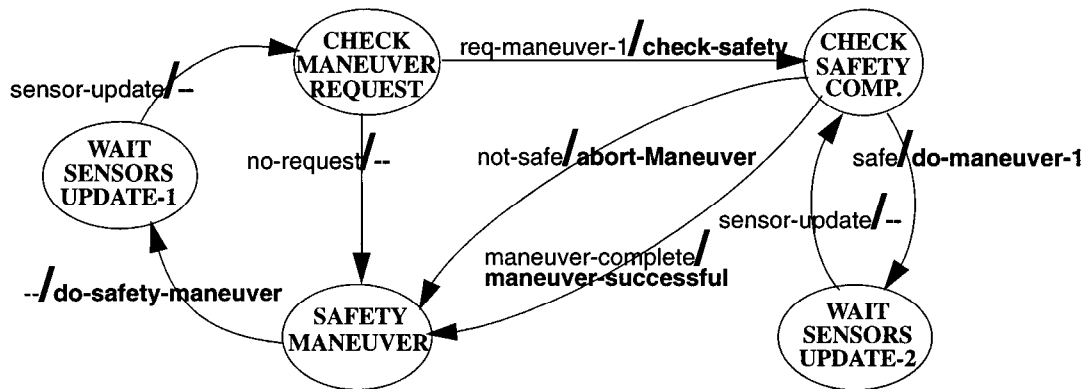 CHECK
MANEUVER
REQUEST
req-maneuver-1/check-safety
CHECK
SAFETY
COMP.
sensor-update/--
WAIT
SENSORS
UPDATE-1
no-request/--
not-safe/abort-Maneuver
safe/do-maneuver-1
sensor-update/--
maneuver-complete/
maneuver-successful
--/do-safety-maneuver
SAFETY
MANEUVER
WAIT
SENSORS
UPDATE-2